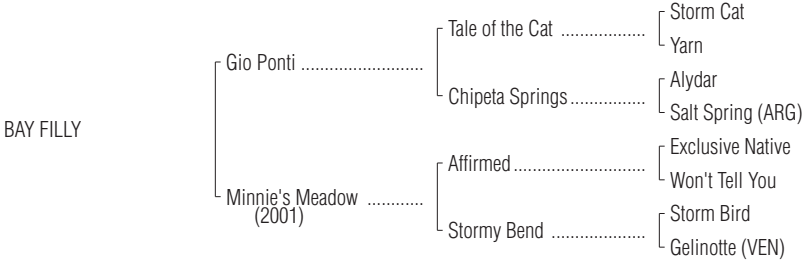 Storm Cat
Tale of the Cat ..................
Yarn
Gio Ponti ..........................
Alydar
Chipeta Springs................
Salt Spring (ARG)
BAY FILLY
Exclusive Native
Affirmed............................
Won't Tell You
Minnie's Meadow ............
(2001)
Storm Bird
Stormy Bend ....................
Gelinotte (VEN)